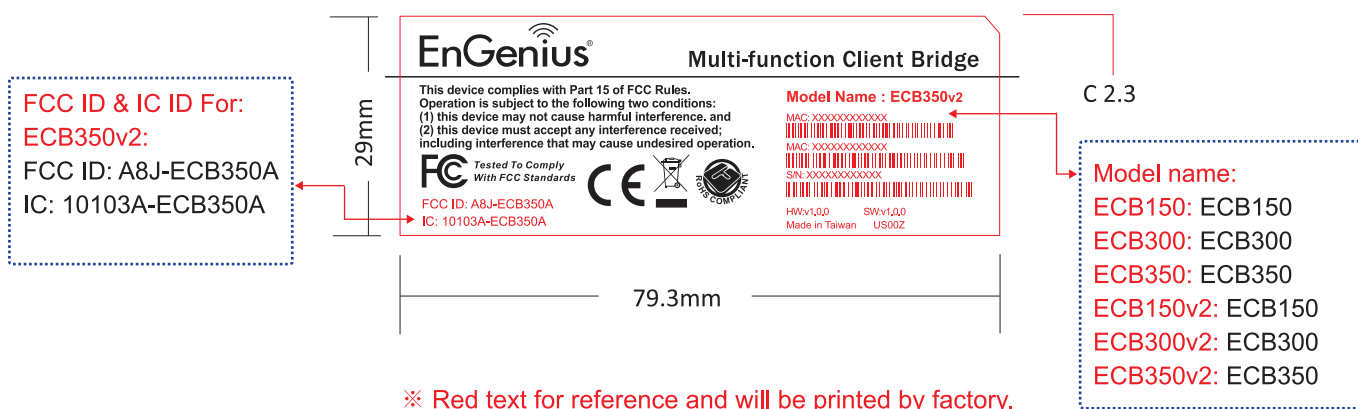 FCC ID & IC ID For:
ECB350v2:
FCC ID: A8J-ECB350A
IC: 10103A-ECB350A
29mm
EnGenius®
Multi-function Client Bridge
This device complies with Part 15 of FCC Rules.
Operation is subject to the following two conditions:
(1) this device may not cause harmful interference. and
(2) this device must accept any interference received;
including interference that may cause undesired operation.
FC Tested To Comply
With FCC Standards
CE
RoHS COMPLIANT
FCC ID: A8J-ECB350A
IC: 10103A-ECB350A
Model Name : ECB350v2
MAC: XXXXXXXXXXXX
MAC: XXXXXXXXXXXX
S/N: XXXXXXXXXXXX
HW:v1.0.0 SW:v1.0.0
Made in Taiwan US00Z
C 2.3
Model name:
ECB150: ECB150
ECB300: ECB300
ECB350: ECB350
ECB150v2: ECB150
ECB300v2: ECB300
ECB350v2: ECB350
79.3mm
※ Red text for reference and will be printed by factory.